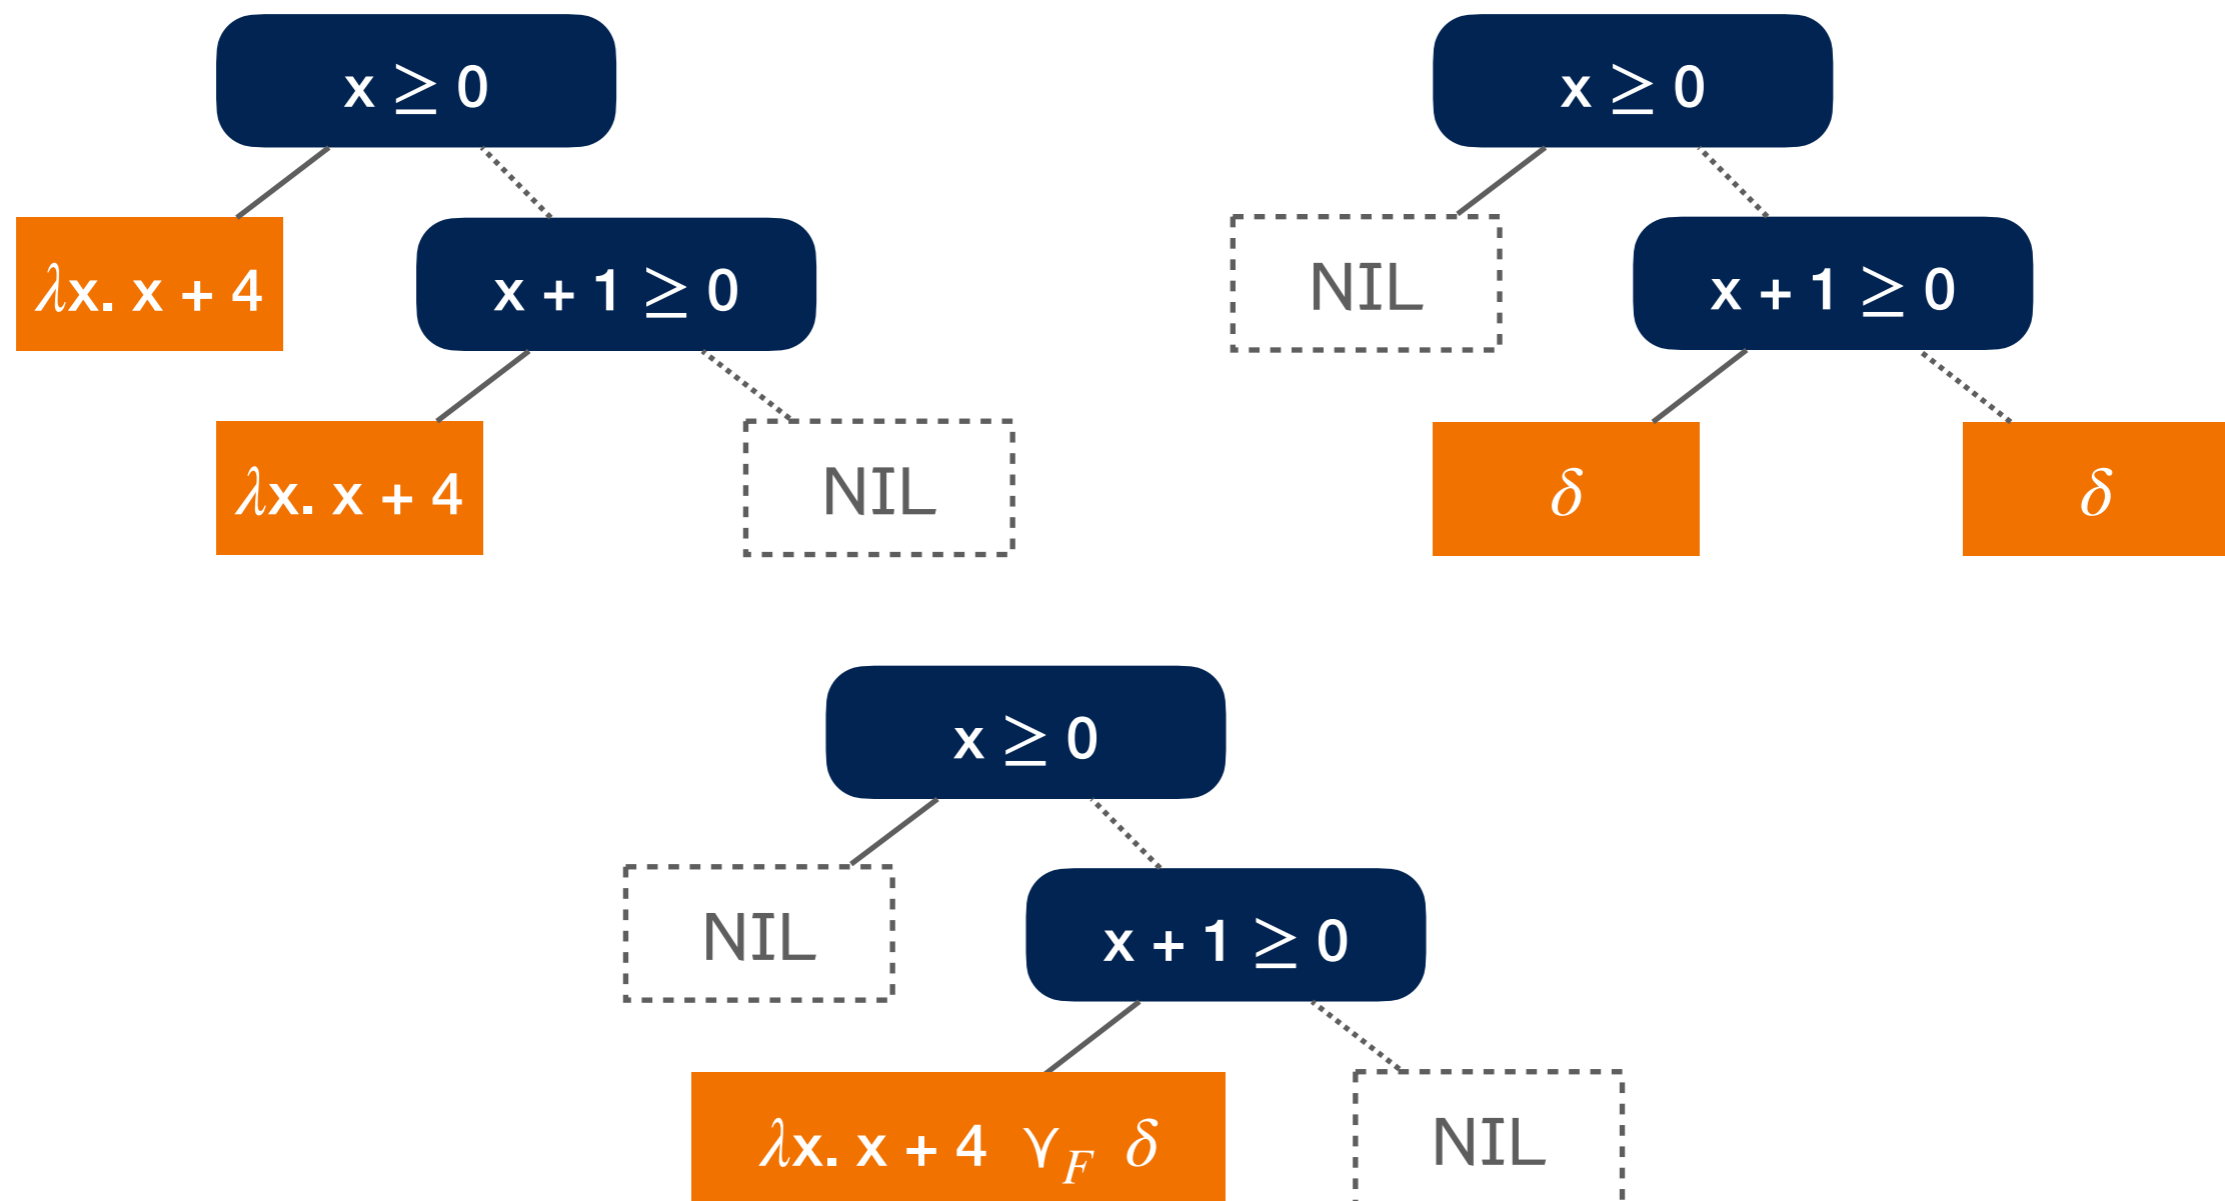 x ≥ 0
λx. x + 4
x + 1 ≥ 0
λx. x + 4
NIL
x ≥ 0
NIL
x + 1 ≥ 0
δ
δ
x ≥ 0
NIL
x + 1 ≥ 0
λx. x + 4 ⋎F δ
NIL